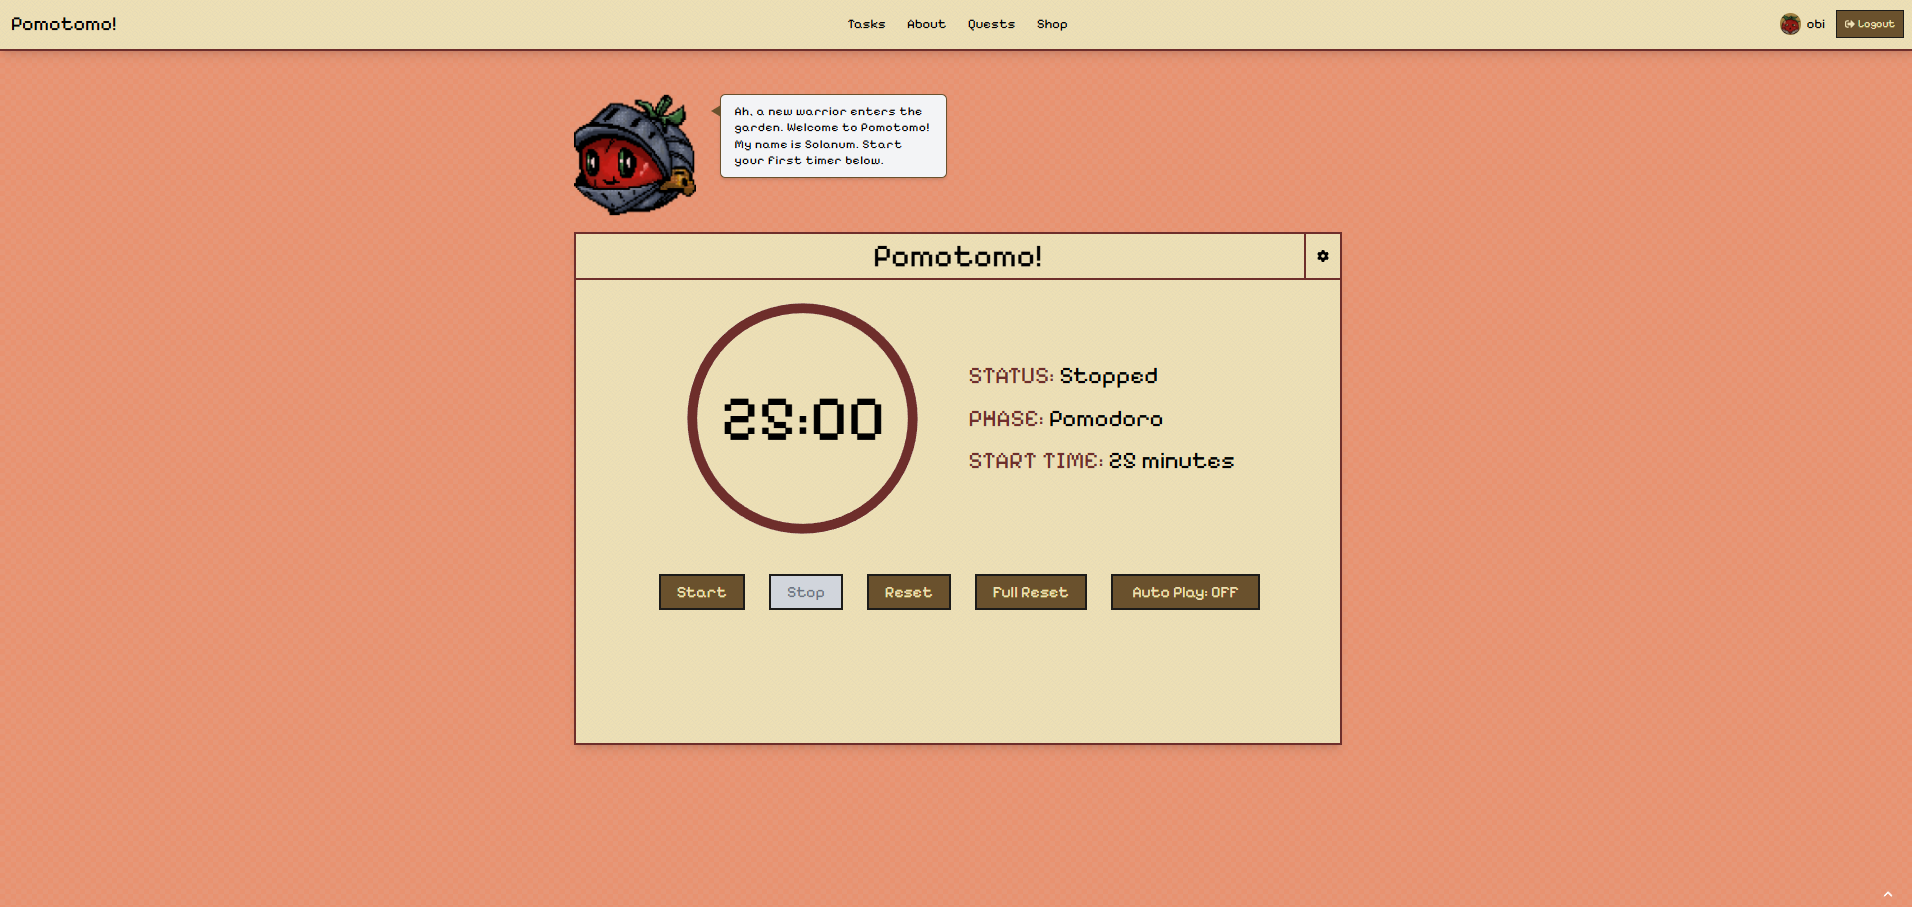 Pomotomo!
Tasks
About
Quests
Shop
obi
Logout
Ah, a new warrior enters the
garden. Welcome to Pomotomo!
My name is Solanum. Start
your first timer below.
Pomotomo!
25:00
STATUS: Stopped
PHASE: Pomodoro
START TIME: 25 minutes
Start
Stop
Reset
Full Reset
Auto Play: OFF